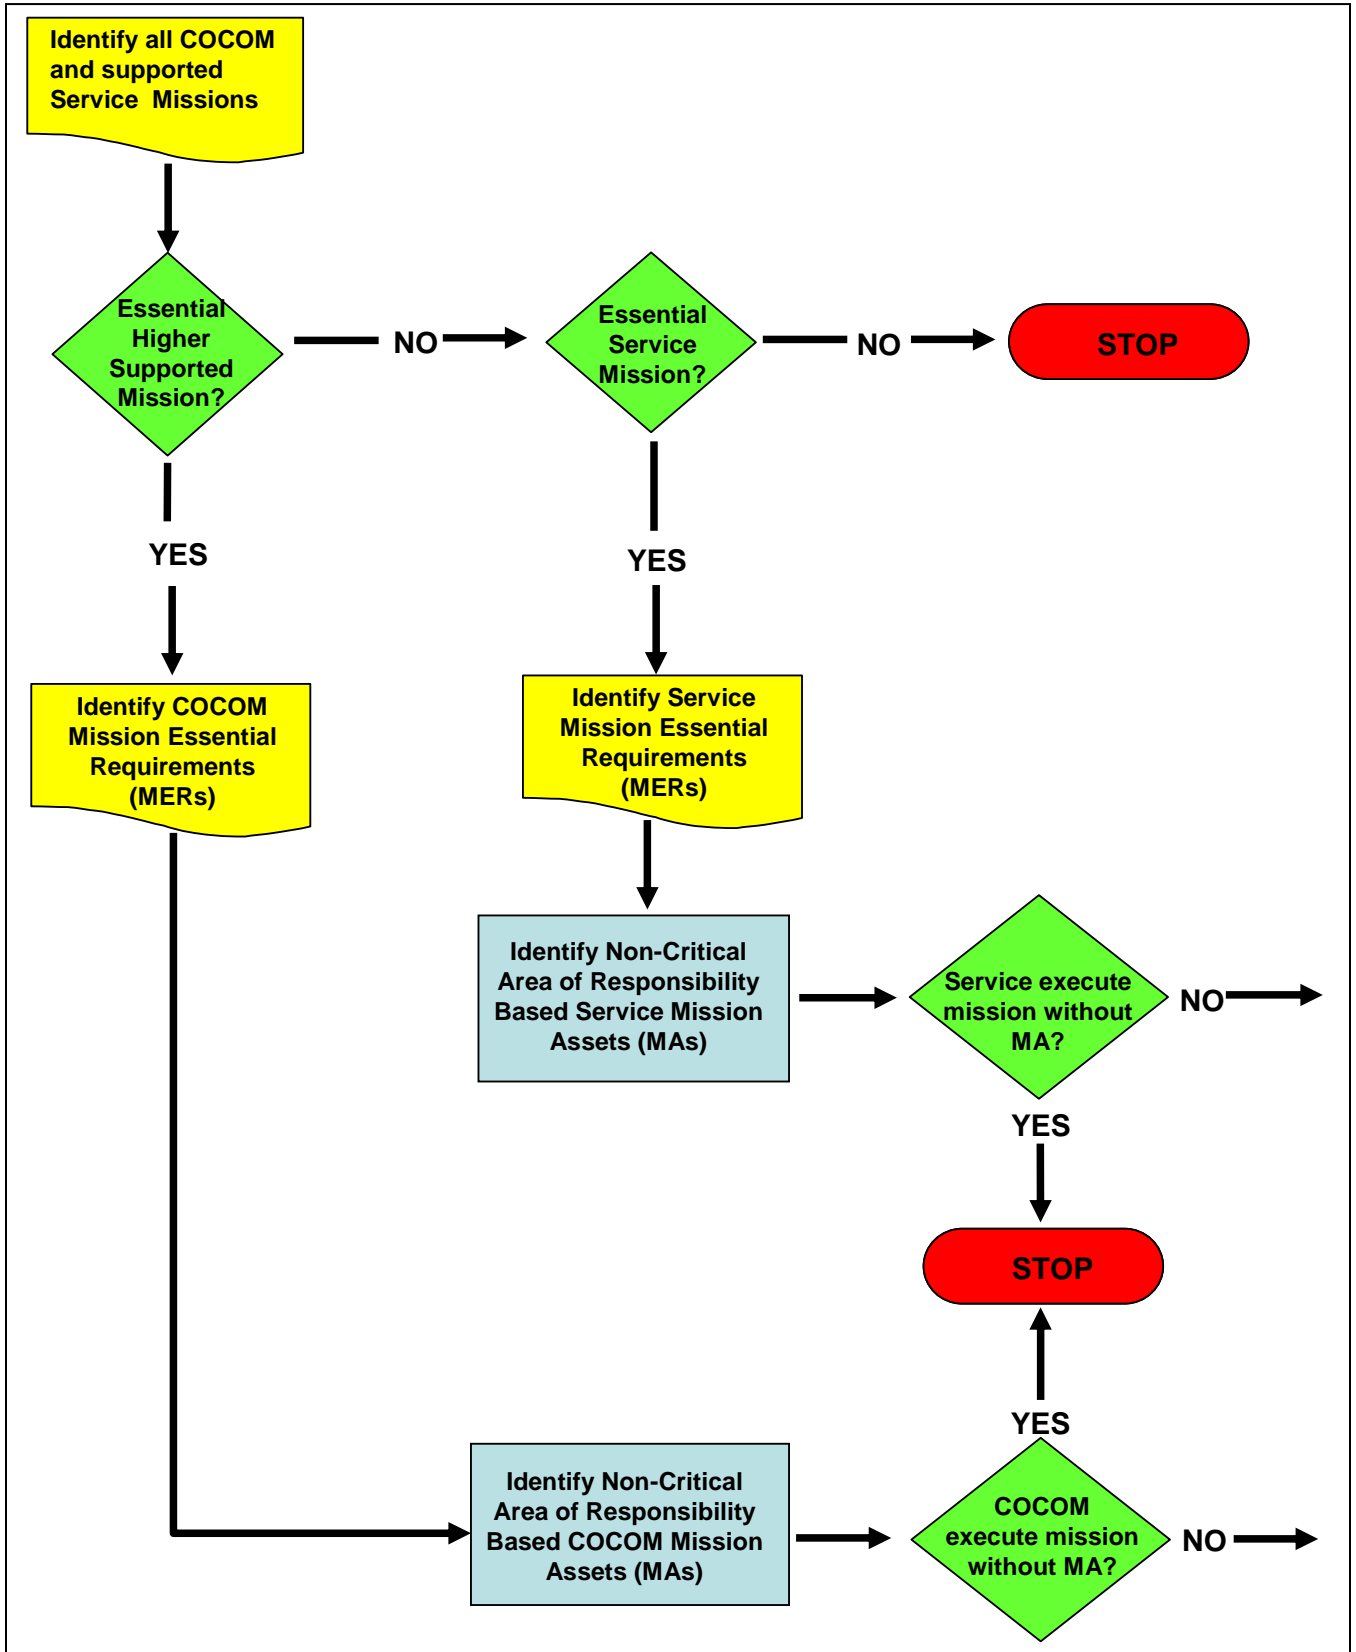 Identify all COCOM
and supported
Service Missions
Essential
Higher
Supported
Mission?
NO
Essential
Service
Mission?
NO
STOP
YES
YES
Identify COCOM
Mission Essential
Requirements
(MERs)
Identify Service
Mission Essential
Requirements
(MERs)
Identify Non-Critical
Area of Responsibility
Based Service Mission
Assets (MAs)
Service execute
mission without
MA?
NO
YES
STOP
YES
Identify Non-Critical
Area of Responsibility
Based COCOM Mission
Assets (MAs)
COCOM
execute mission
without MA?
NO